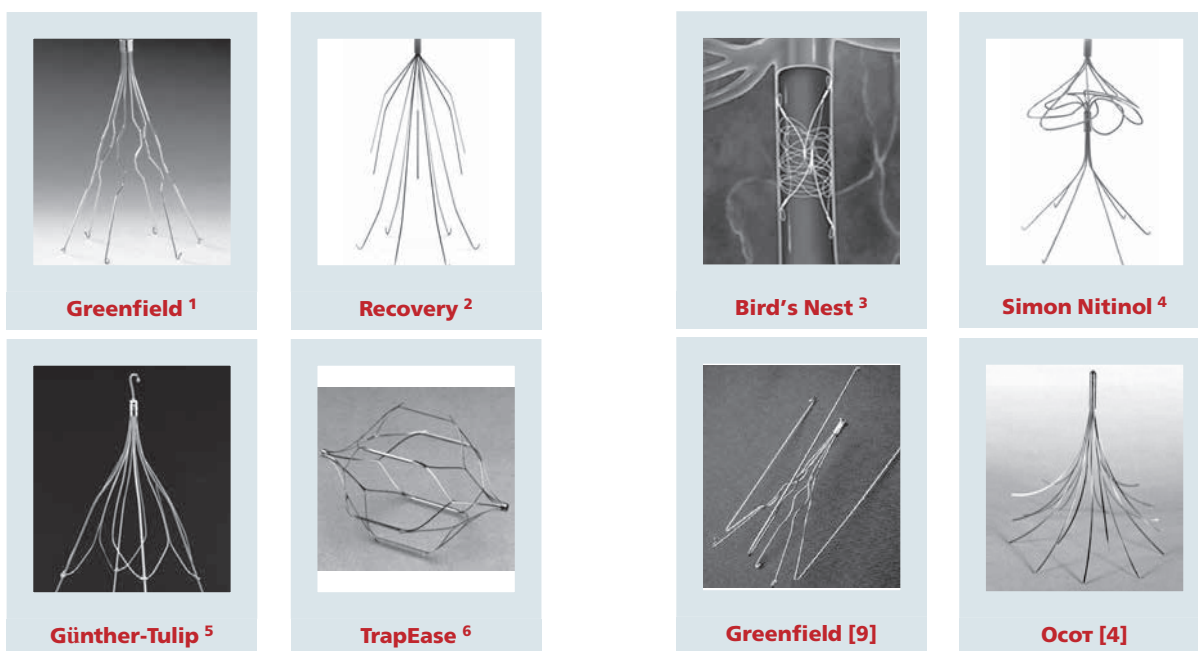 Greenfield ¹
Recovery ²
Bird's Nest ³
Simon Nitinol ⁴
Günther-Tulip ⁵
TrapEase ⁶
Greenfield [9]
Осот [4]